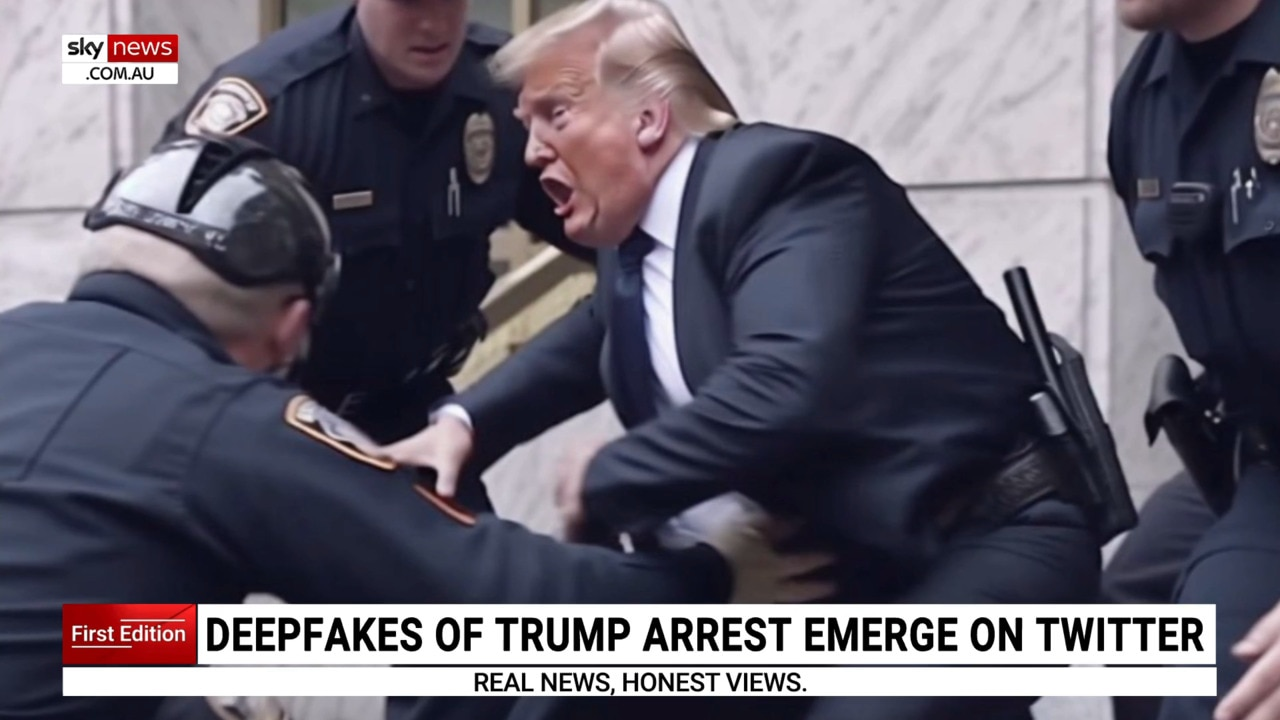 sky news
.COM.AU
First Edition
DEEPFAKES OF TRUMP ARREST EMERGE ON TWITTER
REAL NEWS, HONEST VIEWS.